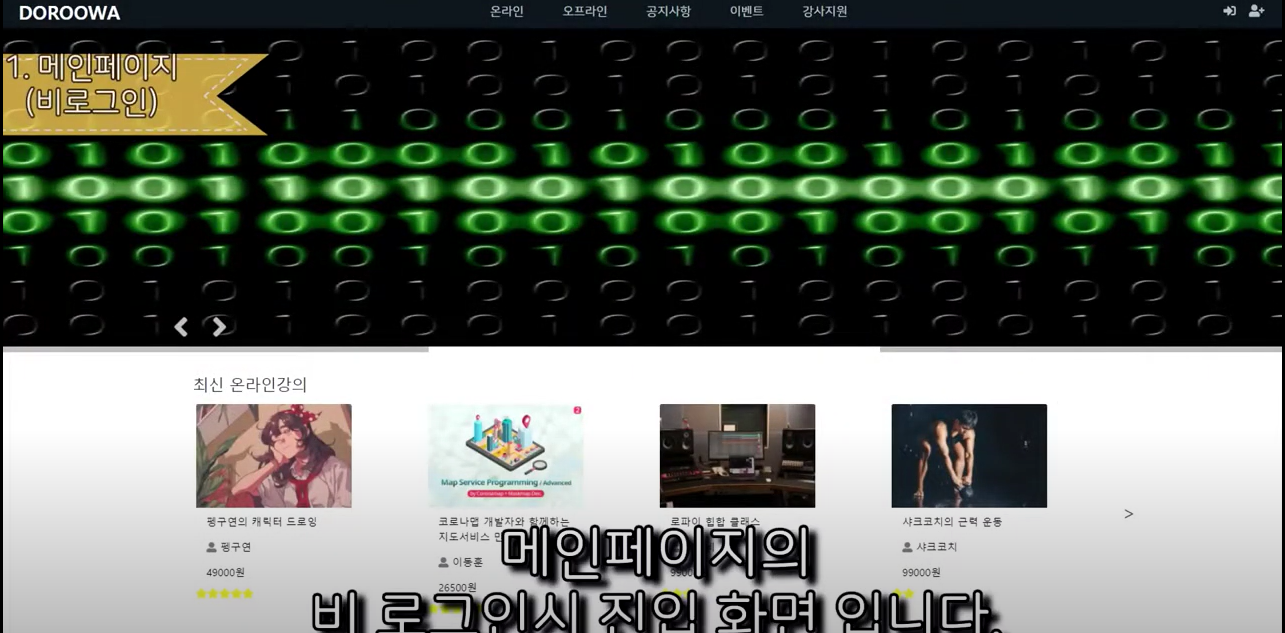 DOROOWA
온라인
오프라인
공지사항
이벤트
강사지원
1. 메인페이지
(비로그인)
최신 온라인강의
Map Service Programming / Advanced
펭구연의 캐릭터 드로잉
펭구연
49000원
코로나맵 개발자와 함께하는
지도서비스
이동훈
26500원
로파이 힙합 클래스
샤크코치의 근력 운동
샤크코치
99000원
>
메인페이지의
비 로그인시 진입 화면 입니다.